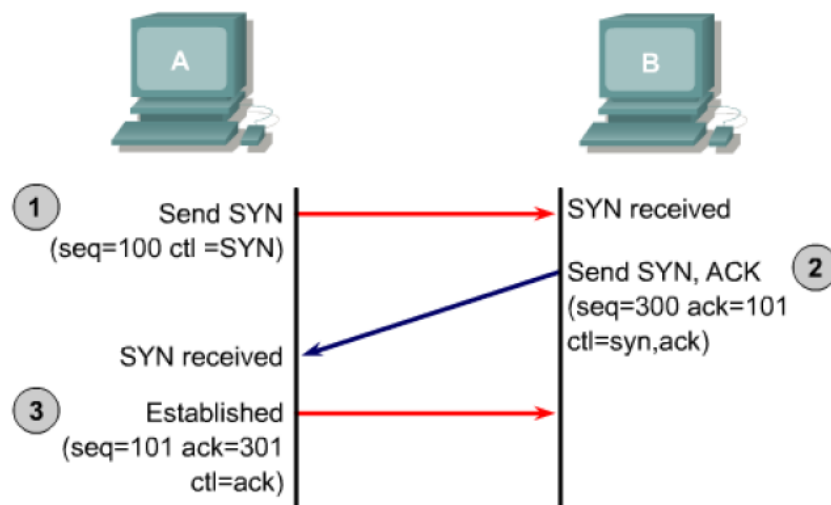 A
B
1
Send SYN
(seq=100 ctl =SYN)
SYN received
Send SYN, ACK
2
(seq=300 ack=101
ctl=syn,ack)
SYN received
3
Established
(seq=101 ack=301
ctl=ack)